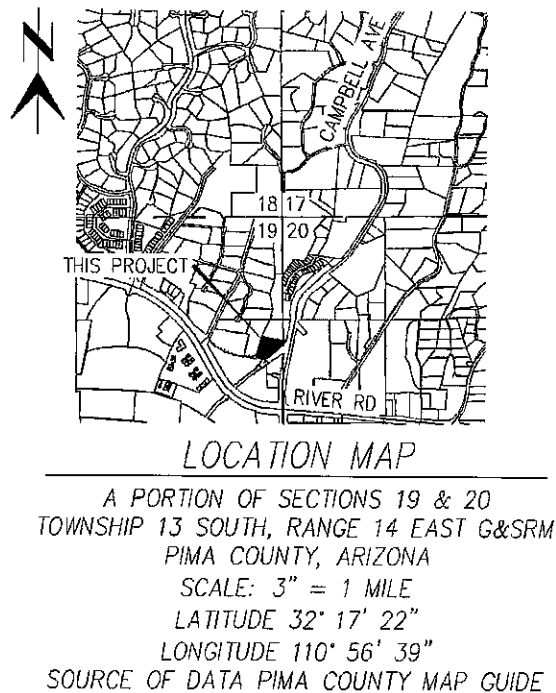 N
CAMPBELL AVE
18 17
19 20
THIS PROJECT
RIVER RD
LOCATION MAP
A PORTION OF SECTIONS 19 & 20
TOWNSHIP 13 SOUTH, RANGE 14 EAST G&SRM
PIMA COUNTY, ARIZONA
SCALE: 3" = 1 MILE
LATITUDE 32° 17' 22"
LONGITUDE 110° 56' 39"
SOURCE OF DATA PIMA COUNTY MAP GUIDE